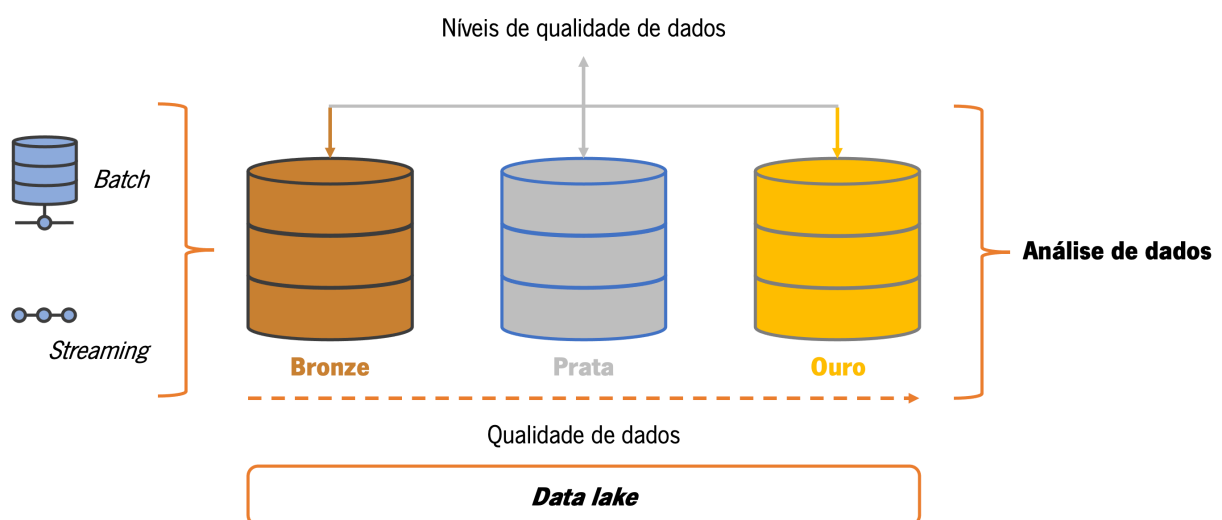 Níveis de qualidade de dados
Batch
Streaming
Bronze
Prata
Ouro
Análise de dados
Qualidade de dados
Data lake